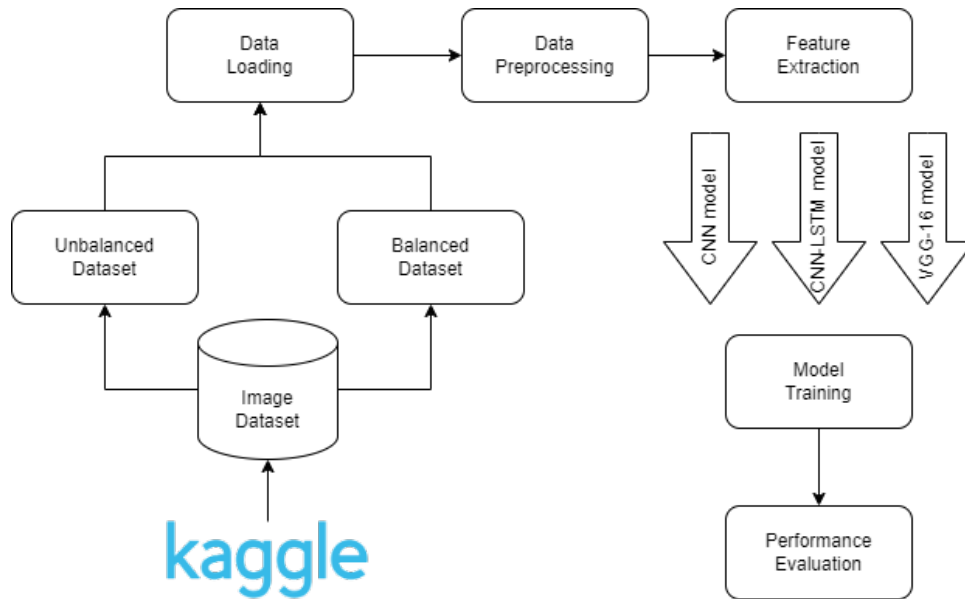 Data
Loading
Data
Preprocessing
Feature
Extraction
CNN model
CNN-LSTM model
VGG-16 model
Unbalanced
Dataset
Balanced
Dataset
Image
Dataset
Model
Training
kaggle
Performance
Evaluation